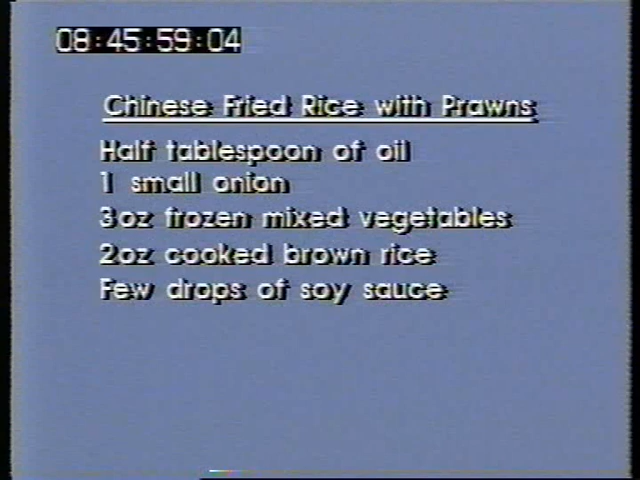 08:45:59:04
Chinese Fried Rice with Prawns
Half tablespoon of oil
1 small onion
3oz frozen mixed vegetables
2oz cooked brown rice
Few drops of soy sauce